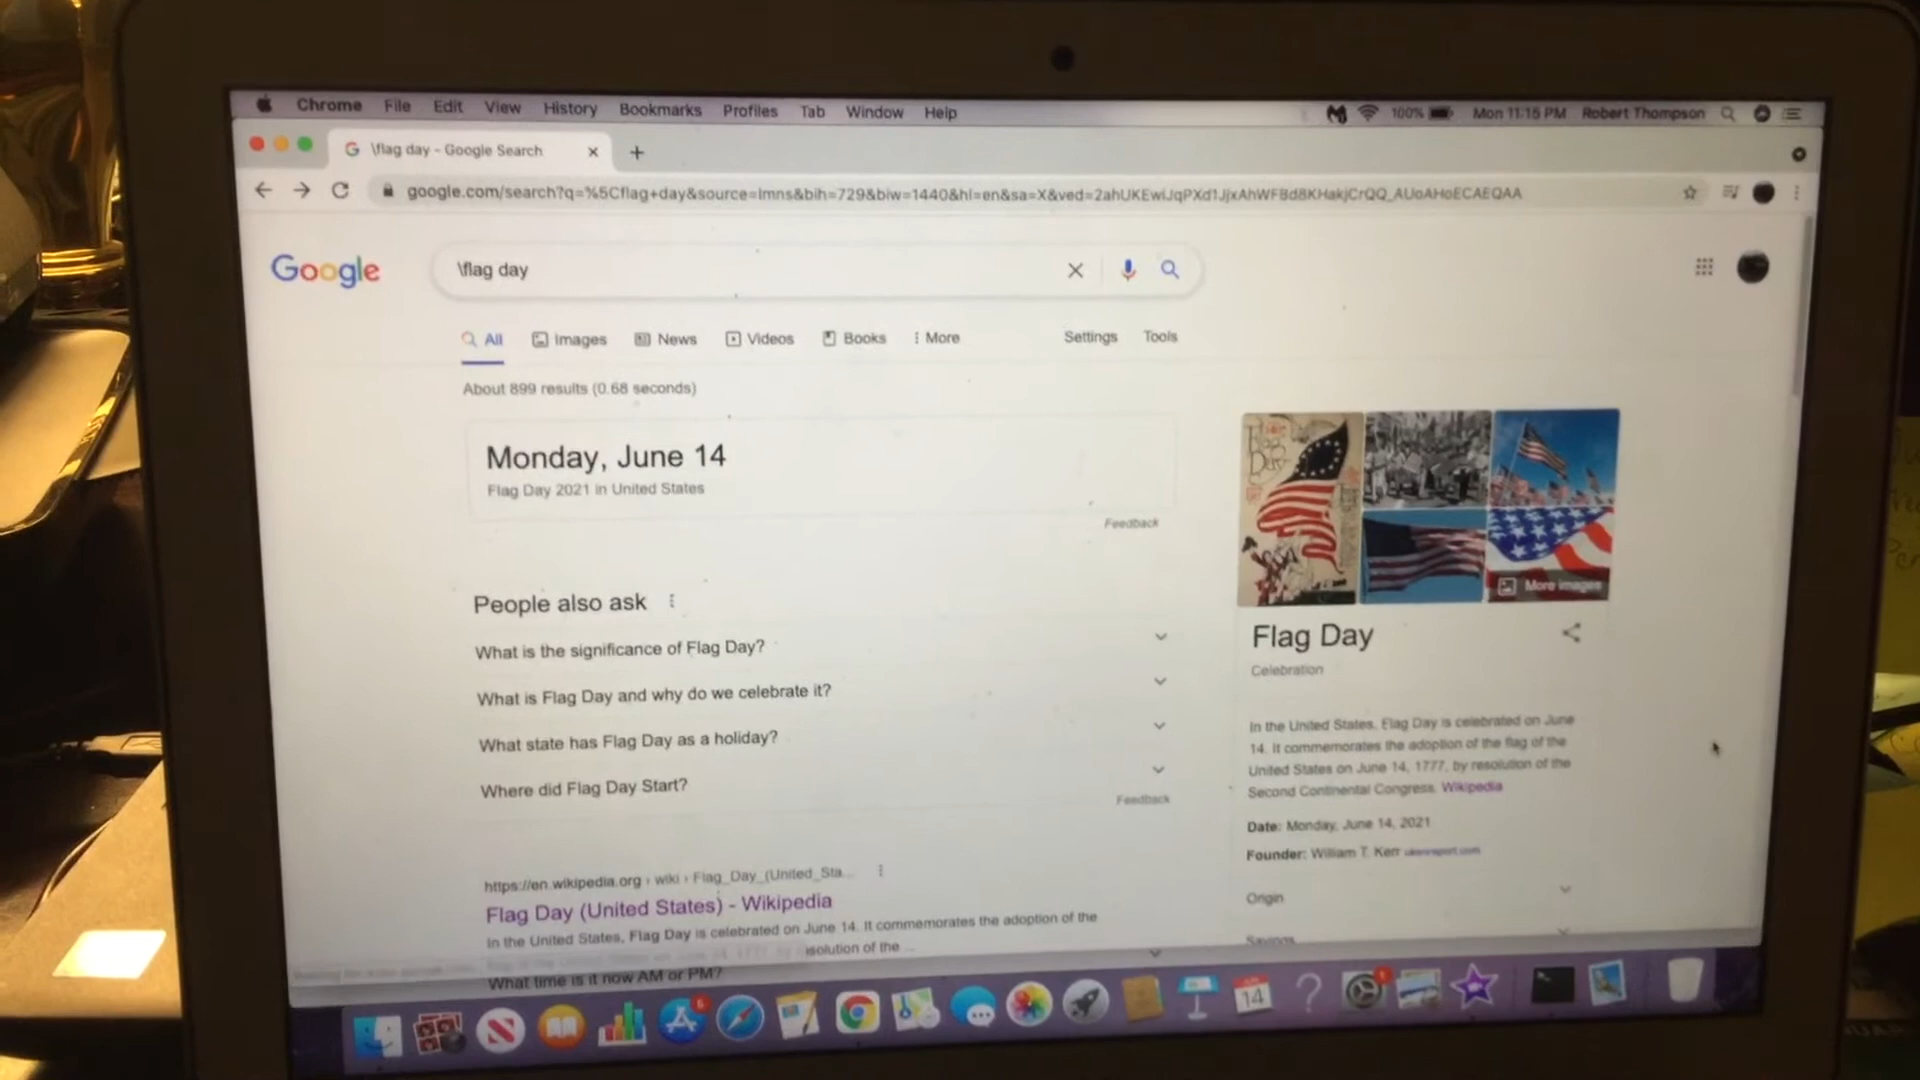 Chrome File Edit View History Bookmarks Profiles Tab Window Help 100% Mon 11:15 PM Robert Thompson
\flag day - Google Search
google.com/search?q=%5Cflag+day&source=lmns&bih=729&biw=1440&hl=en&sa=X&ved=
Google
\flag day
All Images News Videos Books More Settings Tools
About 899 results (0.68 seconds)
Monday, June 14
Flag Day 2021 in United States
Feedback
People also ask
What is the significance of Flag Day?
What is Flag Day and why do we celebrate it?
What state has Flag Day as a holiday?
Where did Flag Day Start?
Feedback
https://en.wikipedia.org › wiki › Flag_Day_(United_Sta...
Flag Day (United States) - Wikipedia
In the United States, Flag Day is celebrated on June 14. It commemorates the adoption of the
resolution of the ...
What time is it now AM or PM?
Flag Day
More images
Flag Day
Celebration
In the United States, Flag Day is celebrated on June
14. It commemorates the adoption of the flag of the
United States on June 14, 1777, by resolution of the
Second Continental Congress. Wikipedia
Date: Monday, June 14, 2021
Founder: William T. Kerr
Origin
14